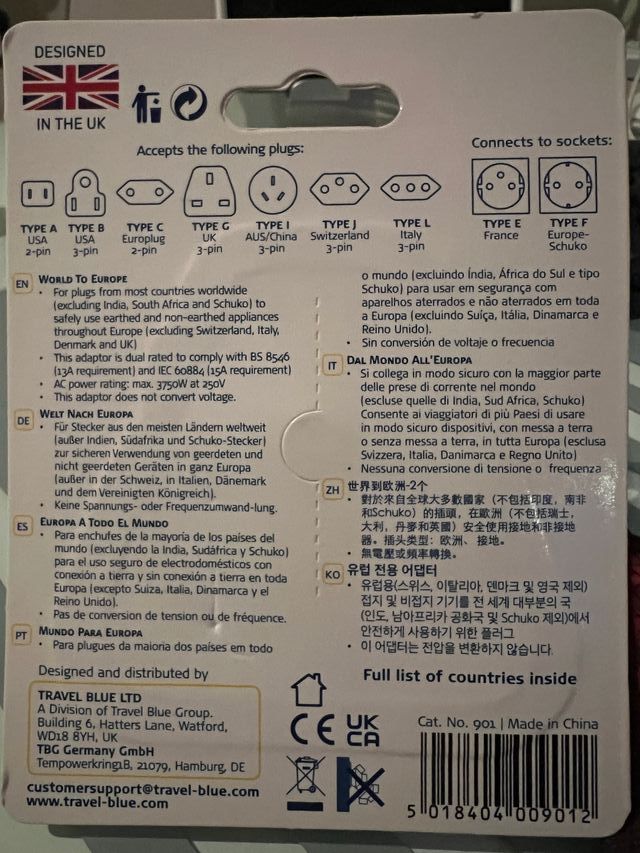 DESIGNED
IN THE UK
Accepts the following plugs:
Connects to sockets:
TYPE A
USA
2-pin
TYPE B
USA
3-pin
TYPE C
Europlug
2-pin
TYPE G
UK
3-pin
TYPE I
AUS/China
3-pin
TYPE J
Switzerland
3-pin
TYPE L
Italy
3-pin
TYPE E
France
TYPE F
Europe-
Schuko
EN World To Europe
• For plugs from most countries worldwide
(excluding India, South Africa and Schuko) to
safely use earthed and non-earthed appliances
throughout Europe (excluding Switzerland, Italy,
Denmark and UK)
• This adaptor is dual rated to comply with BS 8546
(13A requirement) and IEC 60884 (15A requirement)
• AC power rating: max. 3750W at 250V
• This adaptor does not convert voltage.
DE Welt Nach Europa
• Für Stecker aus den meisten Ländern weltweit
(außer Indien, Südafrika und Schuko-Stecker)
zur sicheren Verwendung von geerdeten und
nicht geerdeten Geräten in ganz Europa
(außer in der Schweiz, in Italien, Dänemark
und dem Vereinigten Königreich).
• Keine Spannungs- oder Frequenzumwand-lung.
ES Europa A Todo El Mundo
• Para enchufes de la mayoría de los países del
mundo (excluyendo la India, Sudáfrica y Schuko)
para el uso seguro de electrodomésticos con
conexión a tierra y sin conexión a tierra en toda
Europa (excepto Suiza, Italia, Dinamarca y el
Reino Unido).
• Pas de conversion de tension ou de fréquence.
PT Mundo Para Europa
• Para plugues da maioria dos países em todo
o mundo (excluindo Índia, África do Sul e tipo
Schuko) para usar em segurança com
aparelhos aterrados e não aterrados em toda
a Europa (excluindo Suíça, Itália, Dinamarca e
Reino Unido).
• Sin conversión de voltaje o frecuencia
IT Dal Mondo All'Europa
• Si collega in modo sicuro con la maggior parte
delle prese di corrente nel mondo
(escluse quelle di India, Sud Africa, Schuko)
Consente ai viaggiatori di più Paesi di usare
in modo sicuro dispositivi, con messa a terra
o senza messa a terra, in tutta Europa (esclusa
Svizzera, Italia, Danimarca e Regno Unito)
• Nessuna conversione di tensione o frequenza
ZH 世界到欧洲-2个
• 對於來自全球大多數國家（不包括印度，南非
和Schuko）的插頭，在歐洲（不包括瑞士，
大利，丹麥和英國）安全使用接地和非接地
器。插头类型：欧洲、 接地。
• 無電壓或頻率轉換。
KO 유럽 전용 어댑터
• 유럽용(스위스, 이탈리아, 덴마크 및 영국 제외)
접지 및 비접지 기기를 전 세계 대부분의 국
(인도, 남아프리카 공화국 및 Schuko 제외)에서
안전하게 사용하기 위한 플러그
• 이 어댑터는 전압을 변환하지 않습니다.
Designed and distributed by
TRAVEL BLUE LTD
A Division of Travel Blue Group.
Building 6, Hatters Lane, Watford,
WD18 8YH, UK
TBG Germany GmbH
Tempowerkring1B, 21079, Hamburg, DE
customersupport@travel-blue.com
www.travel-blue.com
Full list of countries inside
CE UK
CA
Cat. No. 901 | Made in China
5 018404 009012